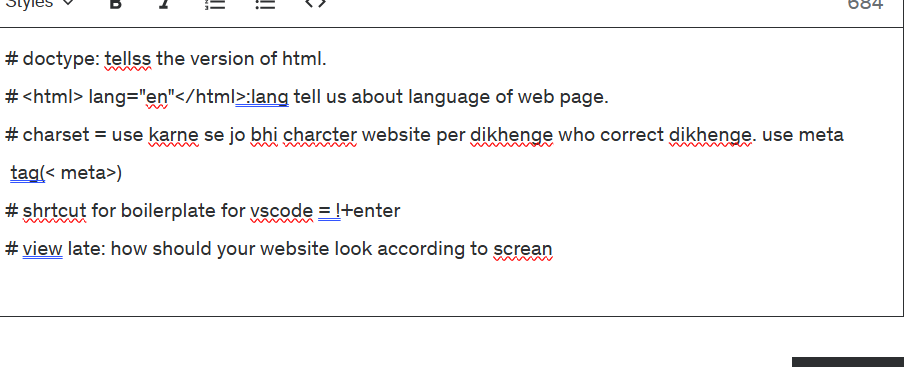 Styles B I
684
# doctype: tellss the version of html.
# <html> lang="en"</html>:lang tell us about language of web page.
# charset = use karne se jo bhi charcter website per dikhenge who correct dikhenge. use meta
tag(< meta>)
# shrtcut for boilerplate for vscode = !+enter
# view late: how should your website look according to screan